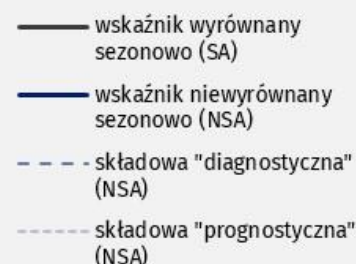 wskaźnik wyrównany
sezonowo (SA)
wskaźnik niewyrównany
sezonowo (NSA)
składowa "diagnostyczna"
(NSA)
składowa "prognostyczna"
(NSA)